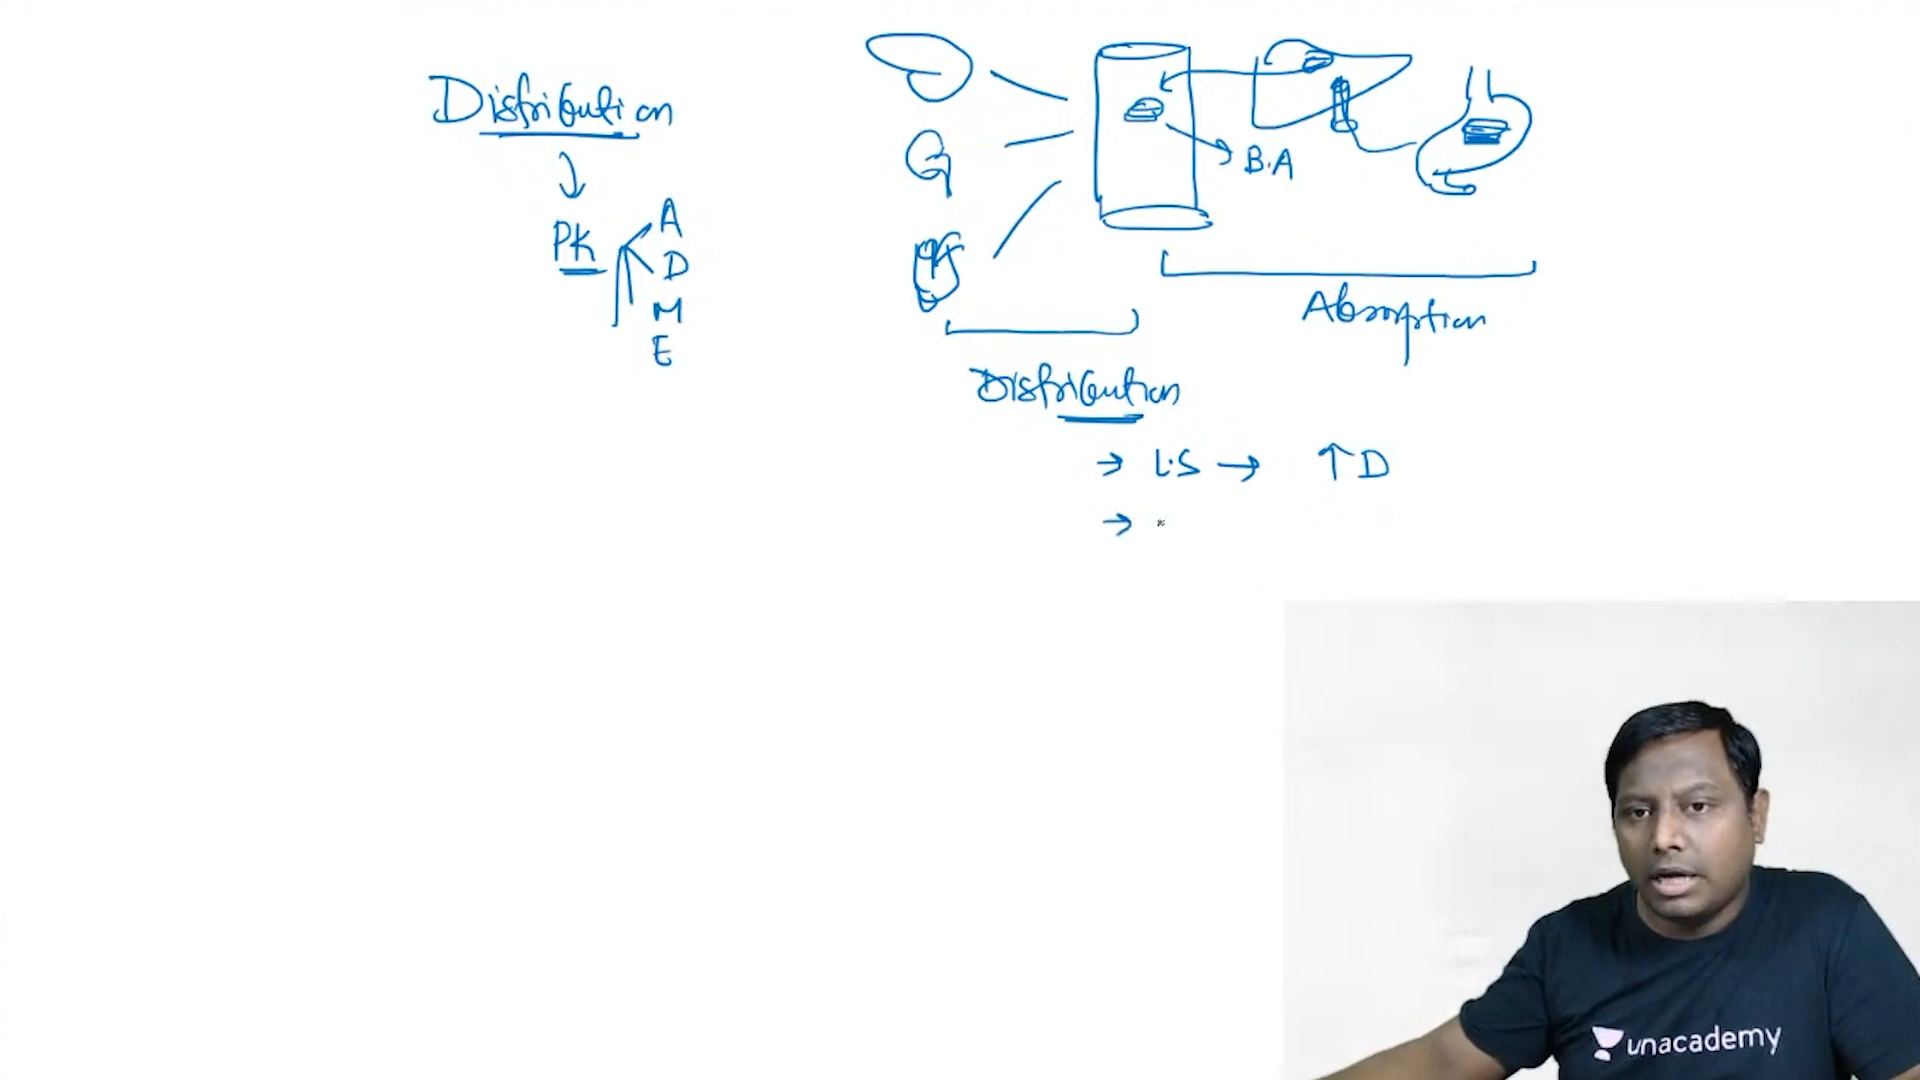 Distribution
PK
A
D
M
E
B.A
Absorption
Distribution
→ L.S → ↑ D
→
unacademy